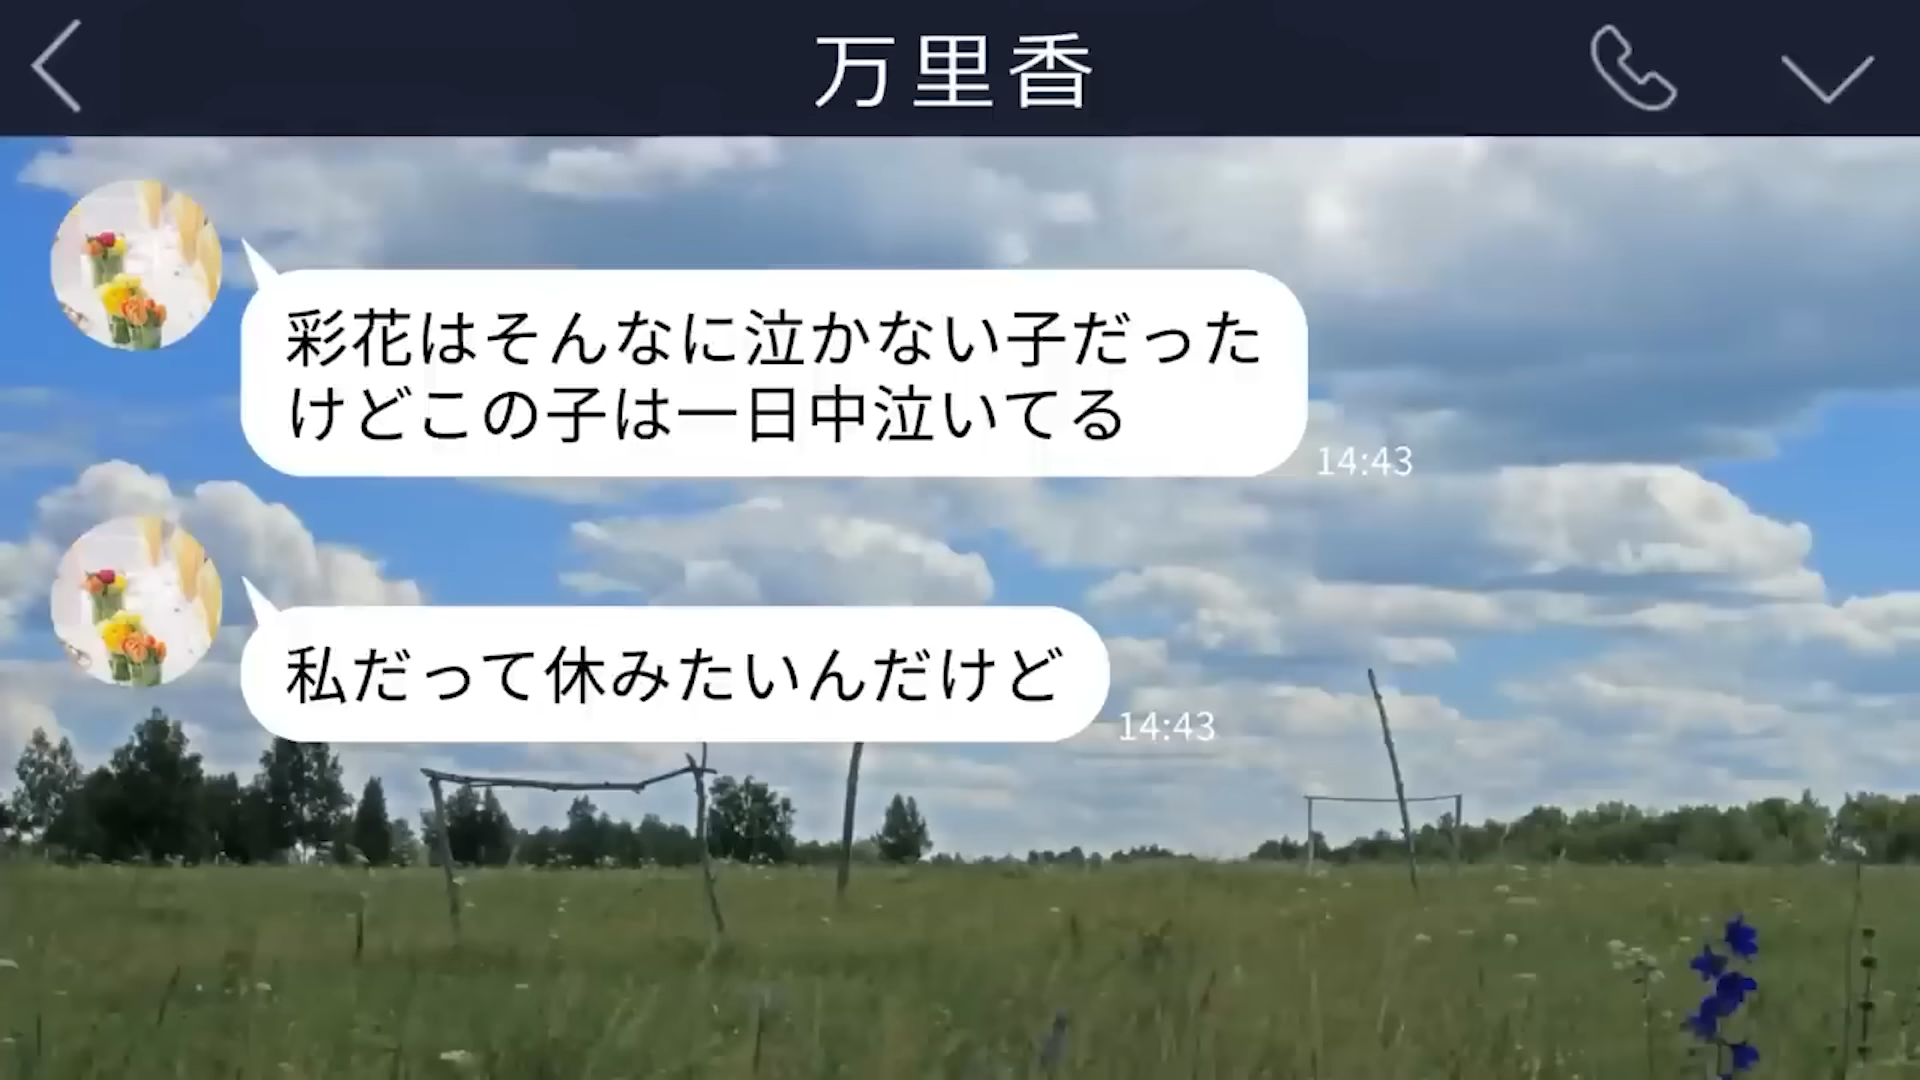 万里香
彩花はそんなに泣かない子だった
けどこの子は一日中泣いてる
14:43
私だって休みたいんだけど
14:43